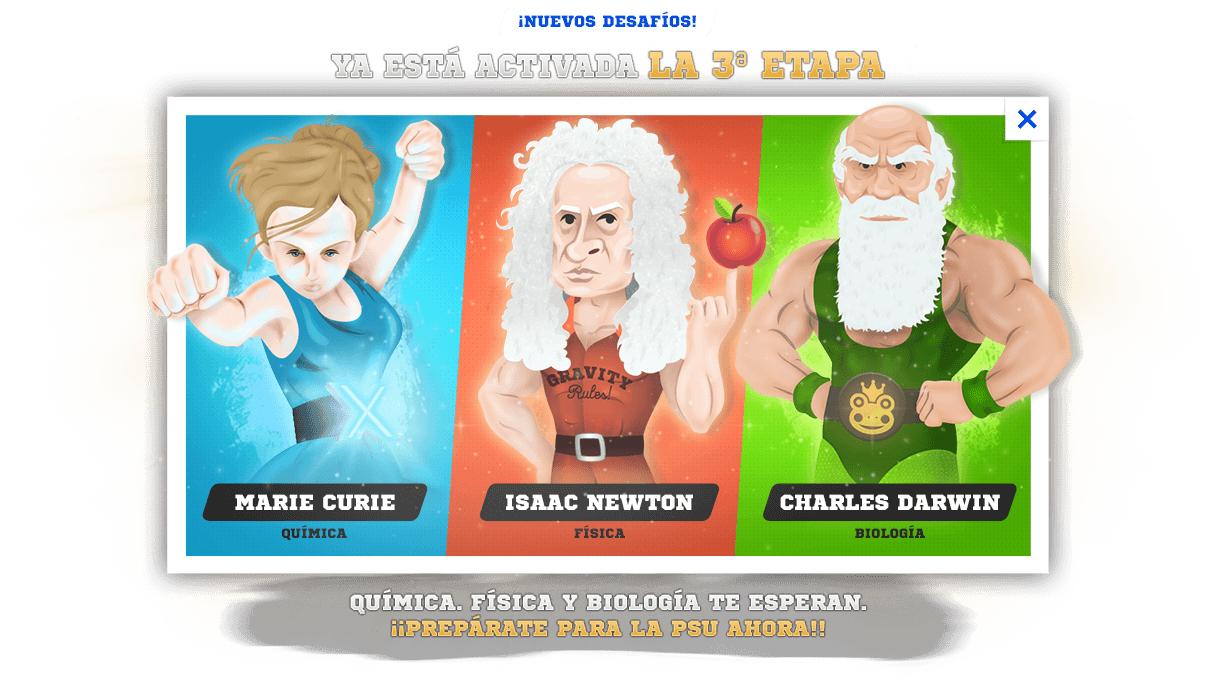 ¡NUEVOS DESAFÍOS!
YA ESTÁ ACTIVADA LA 3ª ETAPA
GRAVITY
Rules!
MARIE CURIE
QUÍMICA
ISAAC NEWTON
FÍSICA
CHARLES DARWIN
BIOLOGÍA
QUÍMICA. FÍSICA Y BIOLOGÍA TE ESPERAN.
¡¡PREPÁRATE PARA LA PSU AHORA!!